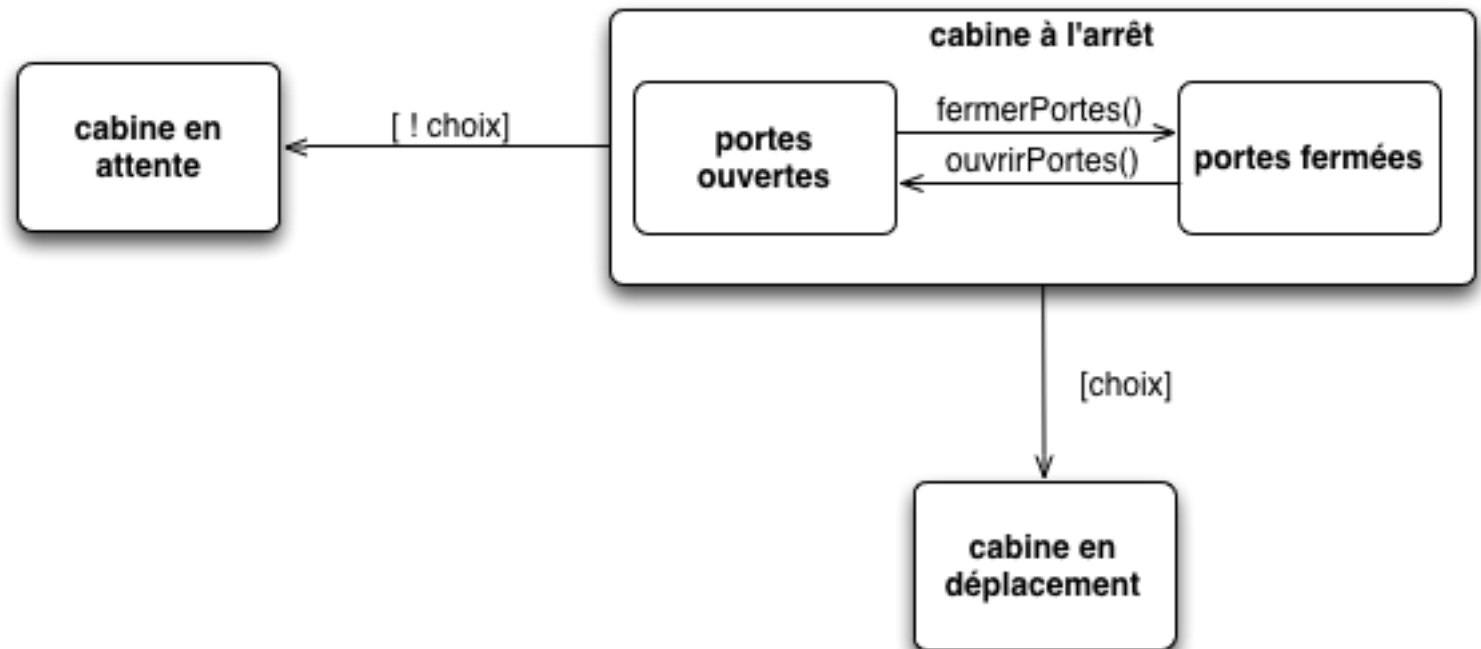 cabine à l'arrêt
cabine en
attente
[ ! choix]
portes
ouvertes
fermerPortes()
ouvrirPortes()
portes fermées
[choix]
cabine en
déplacement